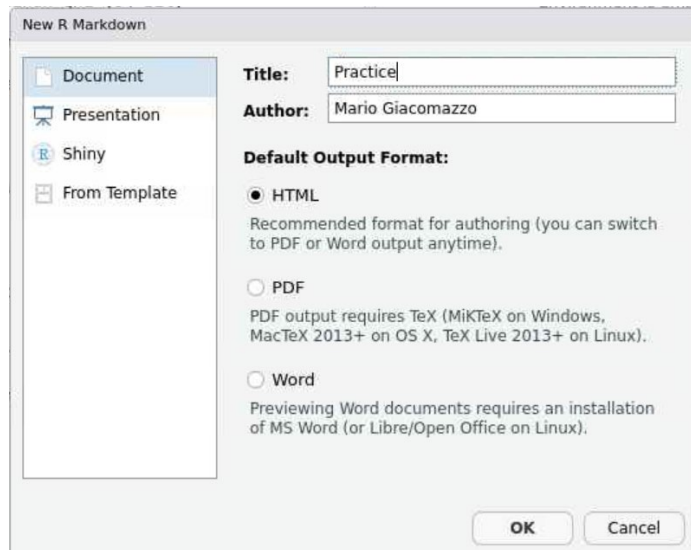 New R Markdown
Document
Presentation
Shiny
From Template
Title:
Practice
Author:
Mario Giacomazzo
Default Output Format:
HTML
Recommended format for authoring (you can switch
to PDF or Word output anytime).
PDF
PDF output requires TeX (MiKTeX on Windows,
MacTeX 2013+ on OS X, TeX Live 2013+ on Linux).
Word
Previewing Word documents requires an installation
of MS Word (or Libre/Open Office on Linux).
OK
Cancel